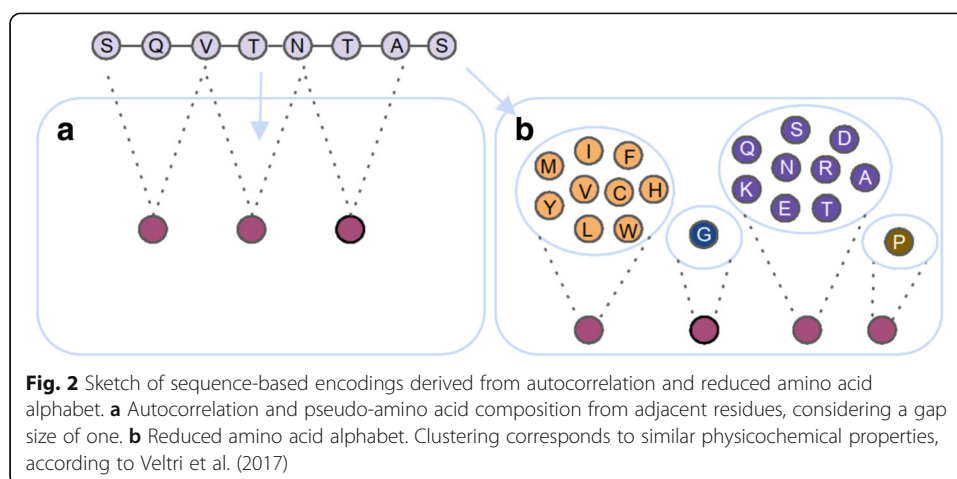 S Q V T N T A S
a
b
M I F
Y V C H
L W
G
Q S D
K N R A
E T
P
Fig. 2 Sketch of sequence-based encodings derived from autocorrelation and reduced amino acid
alphabet. a Autocorrelation and pseudo-amino acid composition from adjacent residues, considering a gap
size of one. b Reduced amino acid alphabet. Clustering corresponds to similar physicochemical properties,
according to Veltri et al. (2017)